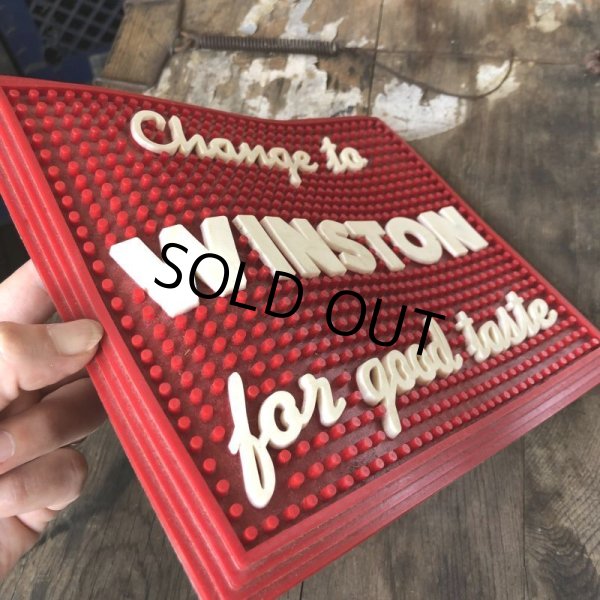 Change to
WINSTON
SOLD OUT
for good taste